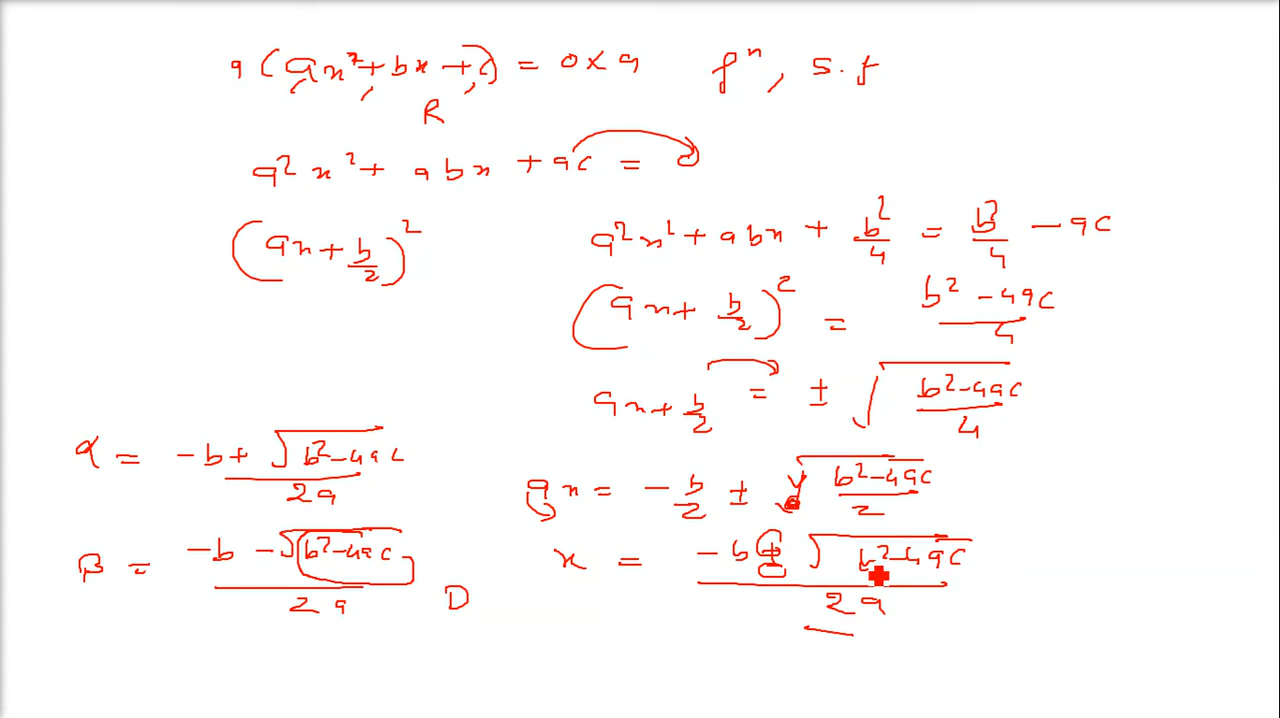 a(ax²+bx+c) = 0×a fⁿ, s.f
R
a²x²+ abx + ac = 0
(ax+b/2)²
a²x²+abx + b²/4 = b²/4 - ac
(ax+ b/2)² = b²-4ac/4
ax+b/2 = ± √b²-4ac/4
ax = -b/2 ± √b²-4ac/2
x = -b ± √b²-4ac/2a
α = -b+√b²-4ac/2a
β = -b-√b²-4ac/2a
D